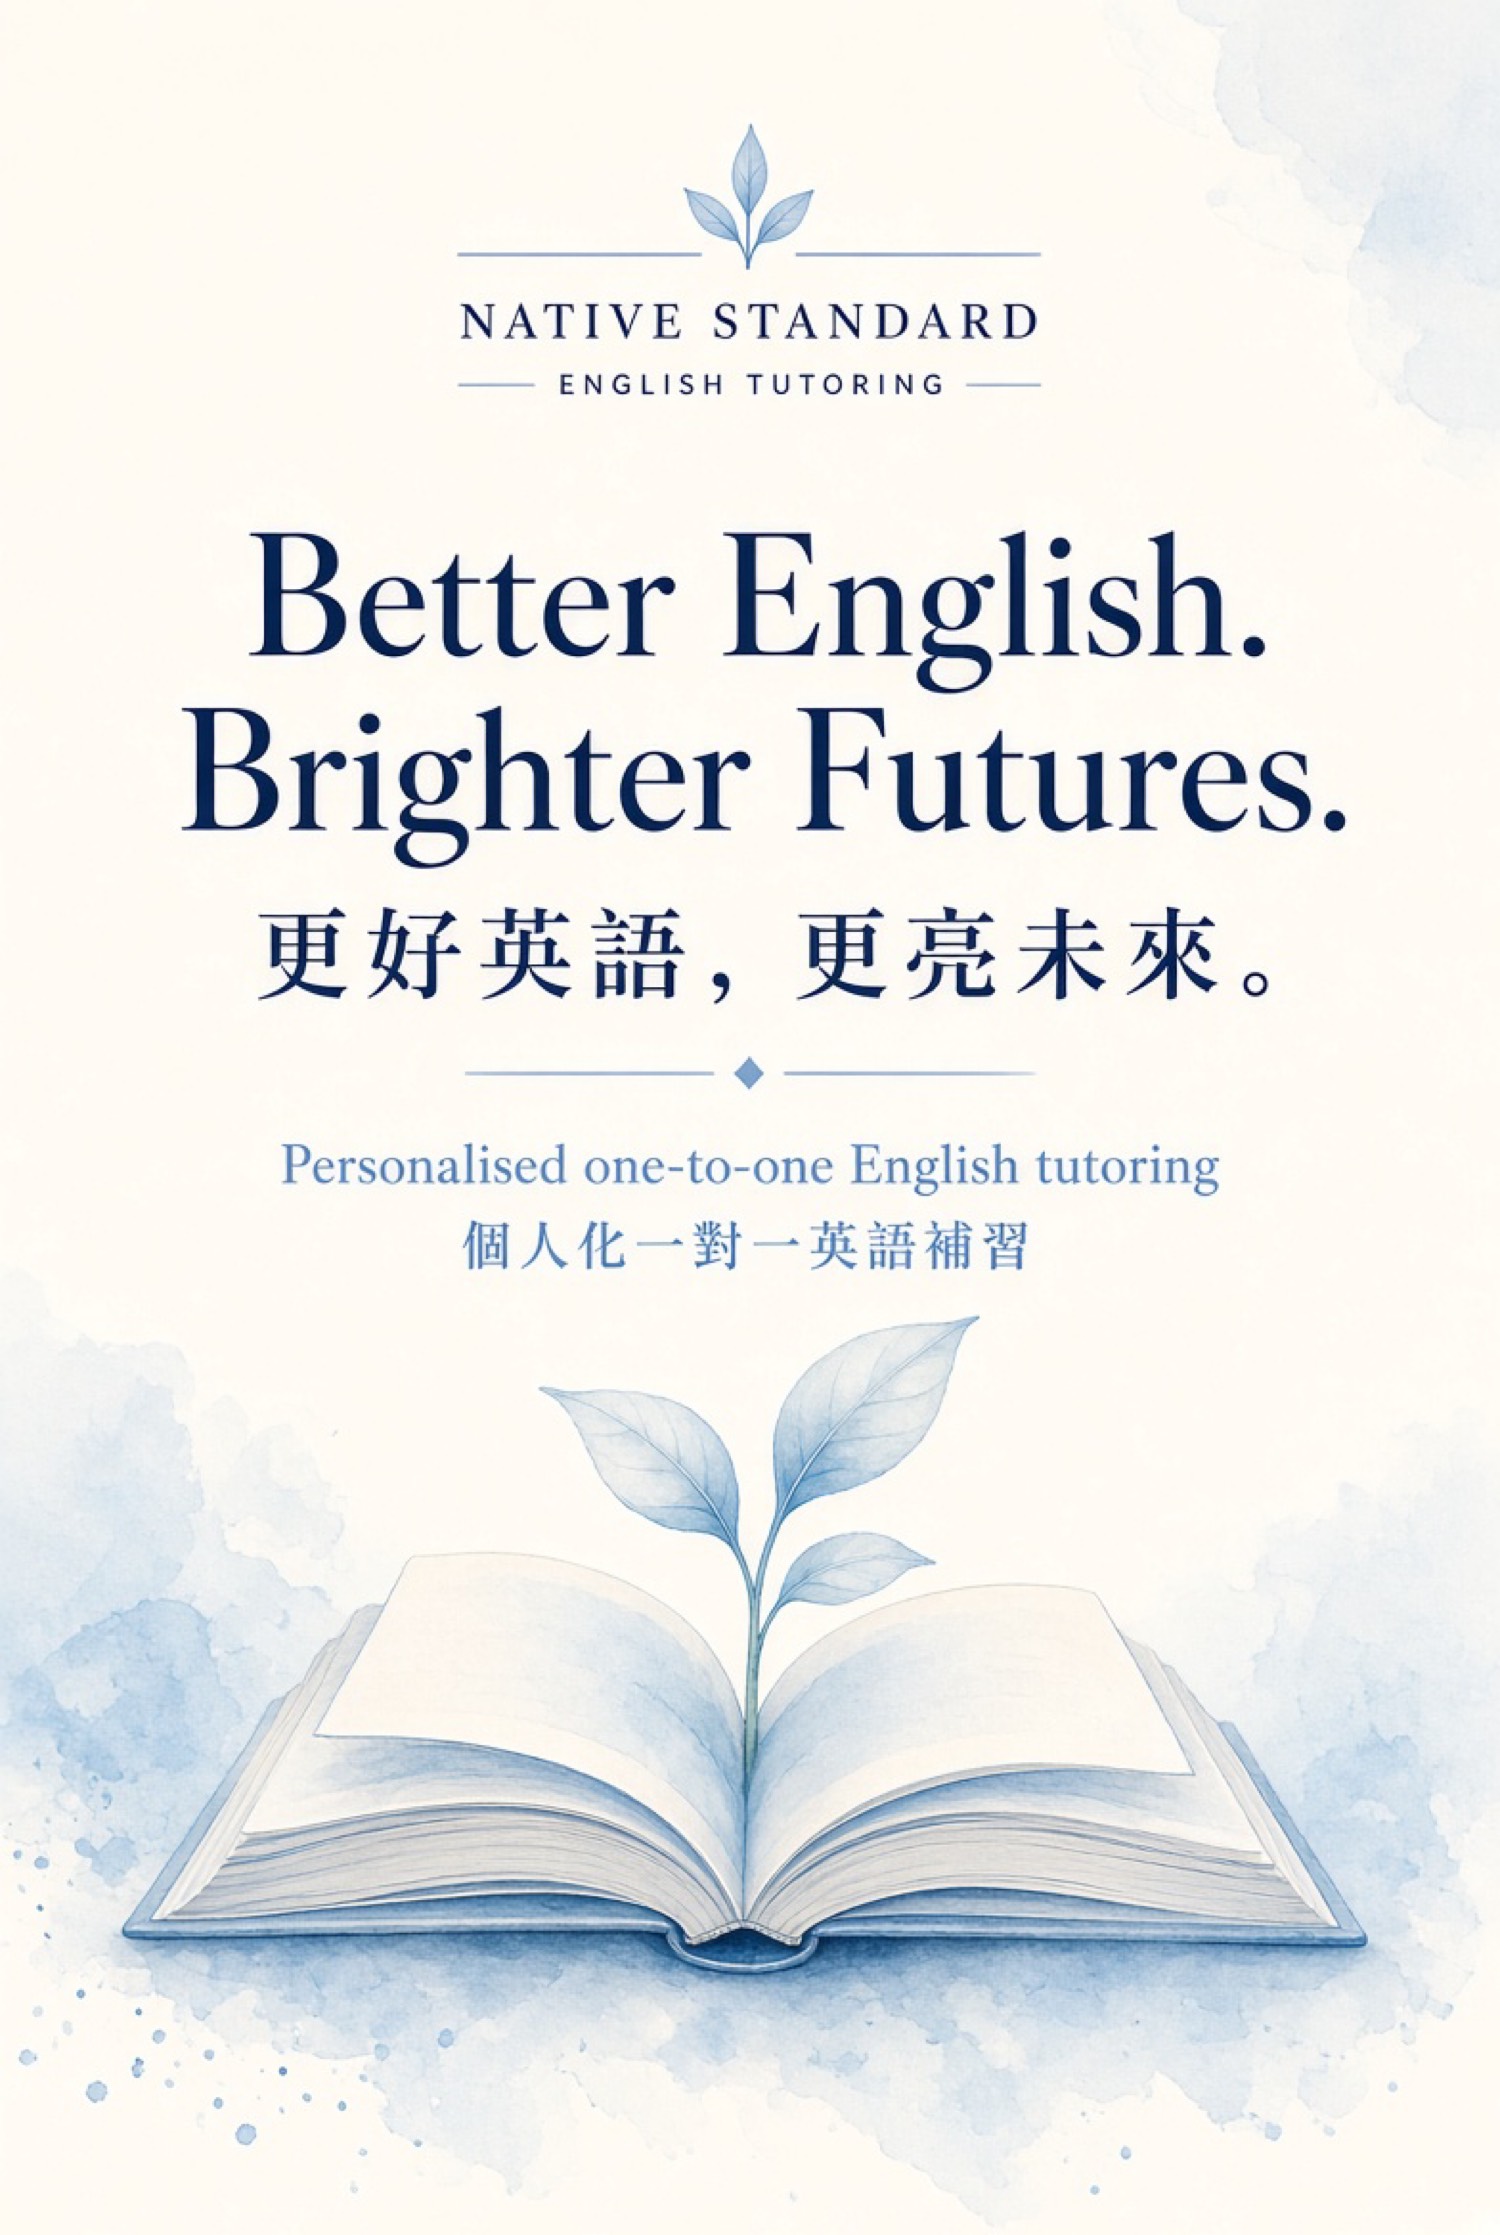 NATIVE STANDARD
ENGLISH TUTORING
Better English.
Brighter Futures.
更好英語，更亮未來。
Personalised one-to-one English tutoring
個人化一對一英語補習